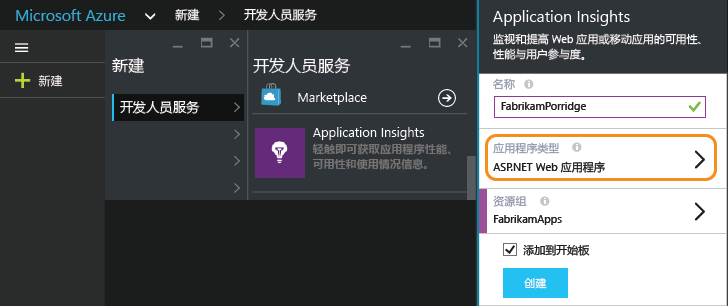 Microsoft Azure
新建
开发人员服务
新建
新建
开发人员服务
开发人员服务
Marketplace
Application Insights
轻触即可获取应用程序性能、
可用性和使用情况信息。
Application Insights
监视和提高 Web 应用或移动应用的可用性、
性能与用户参与度。
名称
FabrikamPorridge
应用程序类型
ASP.NET Web 应用程序
资源组
FabrikamApps
添加到开始板
创建